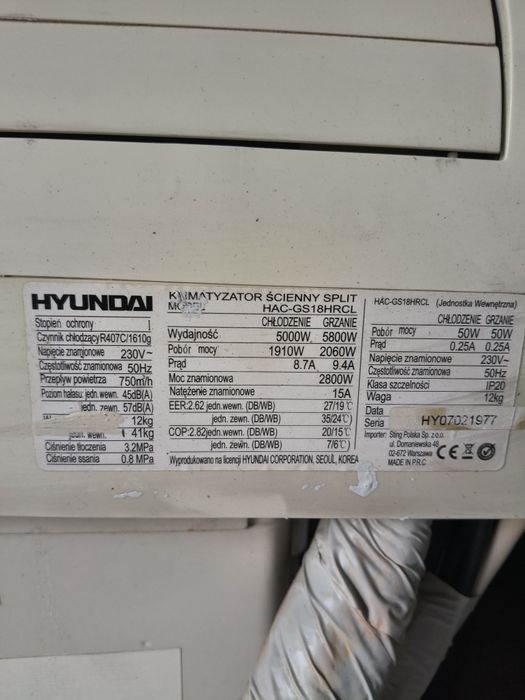 HYUNDAI
Stopień ochrony I
Czynnik chłodzący R407C/1610g
Napięcie znamionowe 230V~
Częstotliwość znamionowa 50Hz
Przepływ powietrza 750m³/h
Poziom hałasu: jedn.wewn. 45dB(A)
jedn. zewn. 57dB(A)
12kg
jedn. wewn. 41kg
Ciśnienie tłoczenia 3.2MPa
Ciśnienie ssania 0.8 MPa
KLIMATYZATOR ŚCIENNY SPLIT
MODEL HAC-GS18HRCL
CHŁODZENIE GRZANIE
Wydajność 5000W 5800W
Pobór mocy 1910W 2060W
Prąd 8.7A 9.4A
Moc znamionowa 2800W
Natężenie znamionowe 15A
EER:2.62 jedn.wewn. (DB/WB) 27/19°C
jedn. zewn. (DB/WB) 35/24°C
COP:2.82 jedn.wewn. (DB/WB) 20/15°C
jedn. zewn. (DB/WB) 7/6°C
Wyprodukowano na licencji HYUNDAI CORPORATION, SEOUL, KOREA
HAC-GS18HRCL (Jednostka Wewnętrzna)
CHŁODZENIE GRZANIE
Pobór mocy 50W 50W
Prąd 0.25A 0.25A
Napięcie znamionowe 230V~
Częstotliwość znamionowa 50Hz
Klasa szczelności IP20
Waga 12kg
Data
Seria HY07021977
Importer: Sting Polska Sp. z o.o.
ul. Domaniewska 48
02-672 Warszawa
MADE IN P.R.C
CE